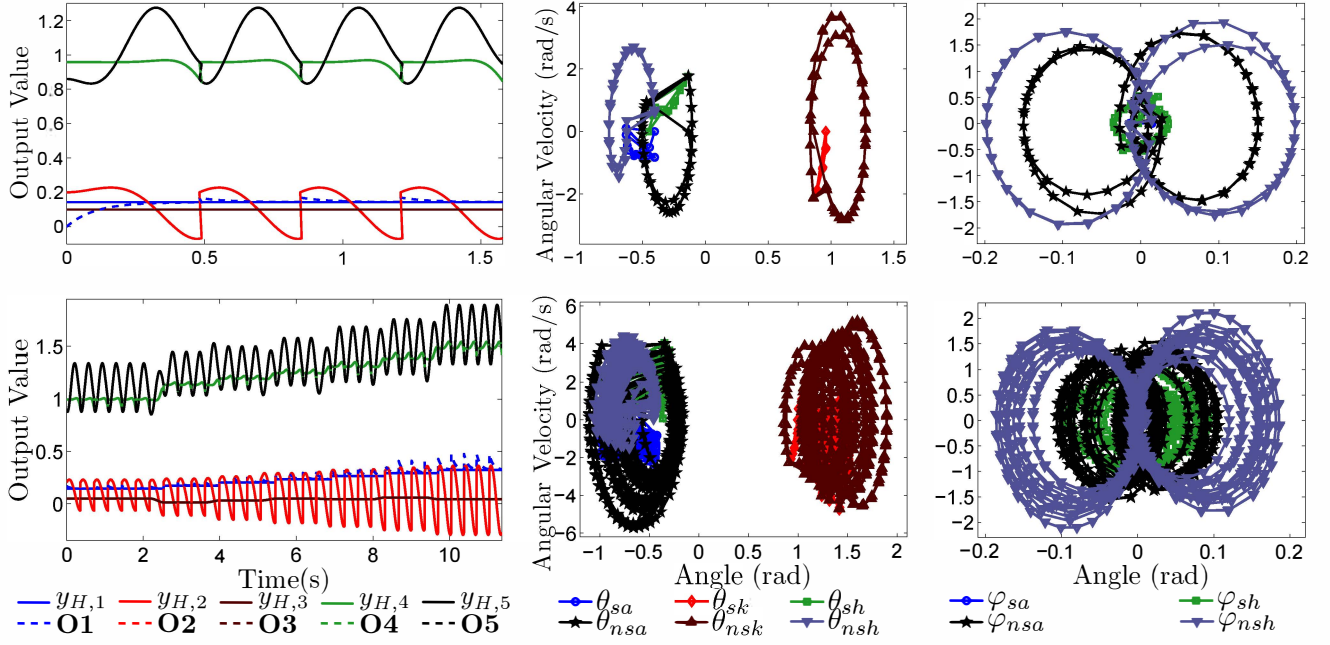 Output Value
1.2
1
0.8
0.6
0.4
0.2
0
0 0.5 1 1.5
Angular Velocity (rad/s)
4
2
0
−2
−1 −0.5 0 0.5 1 1.5
2
1.5
1
0.5
0
−0.5
−1
−1.5
−2
−0.2 −0.1 0 0.1 0.2
Output Value
1.5
1
0.5
0
0 2 4 6 8 10
Time(s)
Angular Velocity (rad/s)
6
4
2
0
−2
−4
−6
−1 −0.5 0 0.5 1 1.5 2
Angle (rad)
2
1.5
1
0.5
0
−0.5
−1
−1.5
−2
−0.2 −0.1 0 0.1 0.2
Angle (rad)
y_{H,1} y_{H,2} y_{H,3} y_{H,4} y_{H,5}
O1 O2 O3 O4 O5
θ_{sa} θ_{sk} θ_{sh}
θ_{nsa} θ_{nsk} θ_{nsh}
φ_{sa} φ_{sh}
φ_{nsa} φ_{nsh}